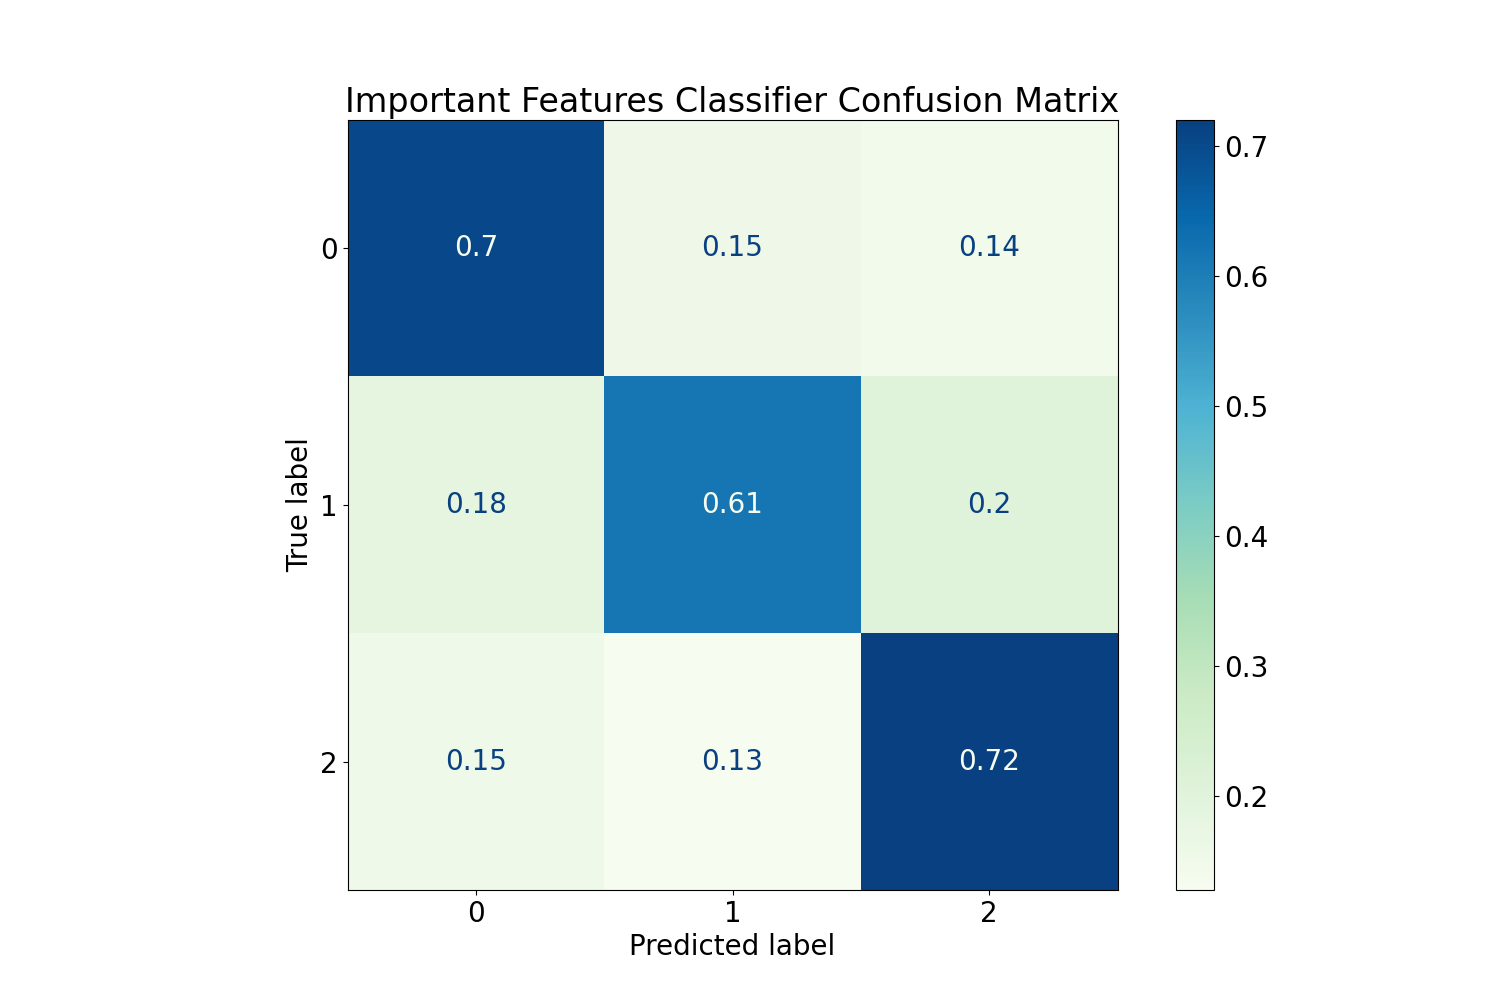 Important Features Classifier Confusion Matrix
0.7
0 0.7 0.15 0.14
0.6
0.5
True label
1 0.18 0.61 0.2
0.4
0.3
2 0.15 0.13 0.72
0.2
0 1 2
Predicted label